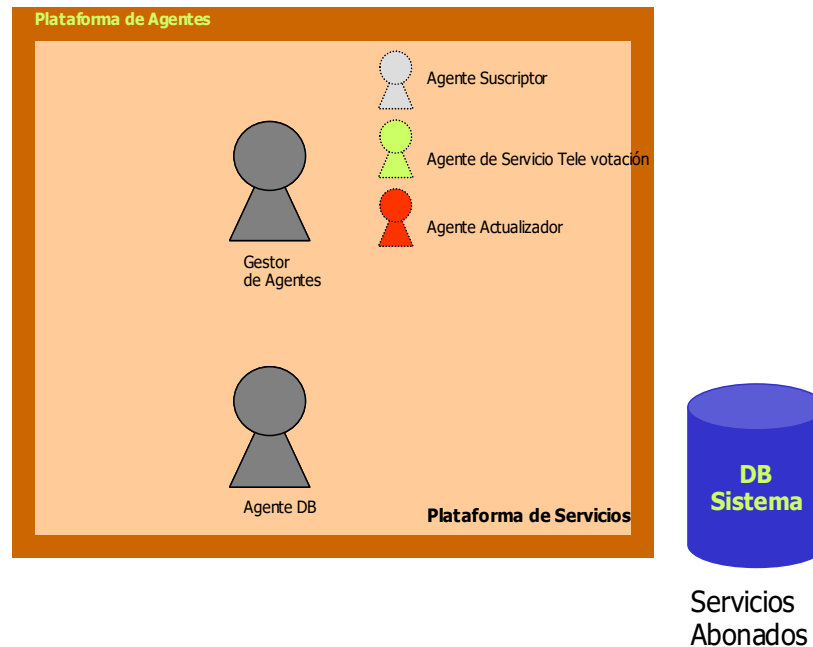 Plataforma de Agentes
Agente Suscriptor
Agente de Servicio Tele votación
Agente Actualizador
Gestor
de Agentes
Agente DB
Plataforma de Servicios
DB
Sistema
Servicios
Abonados